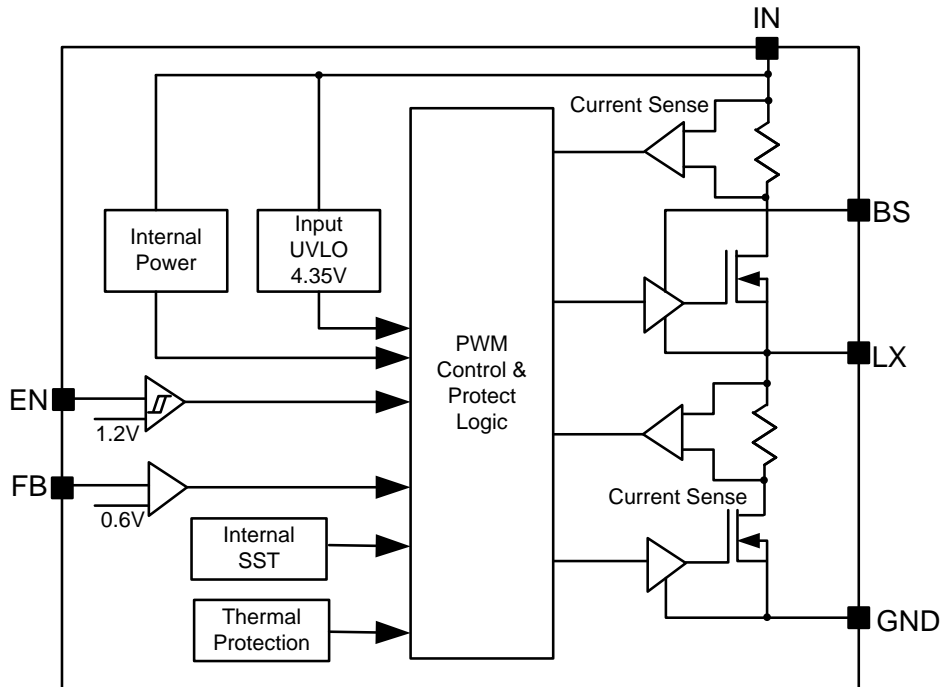 IN
Current Sense
BS
Internal
Power
Input
UVLO
4.35V
PWM
Control &
Protect
Logic
LX
EN
1.2V
FB
0.6V
Current Sense
Internal
SST
Thermal
Protection
GND